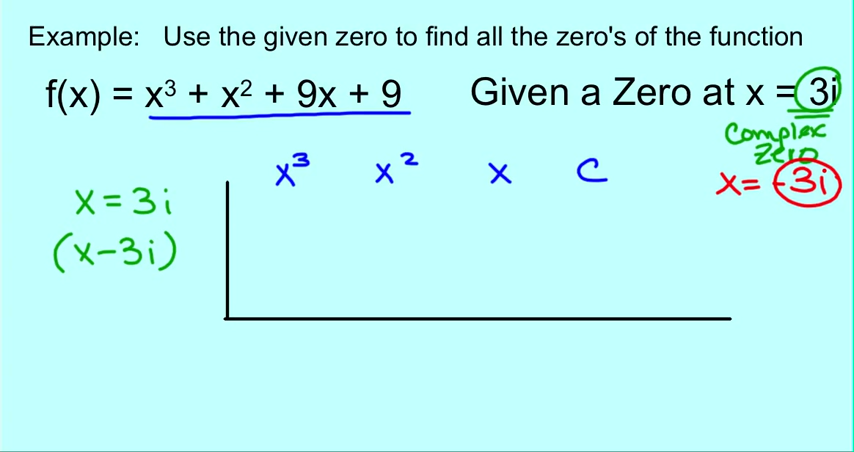 Example:   Use the given zero to find all the zero's of the function
f(x) = x³ + x² + 9x + 9      Given a Zero at x = 3i
Complex
Zero
x³   x²   x   C
x = -3i
x = 3i
(x-3i)